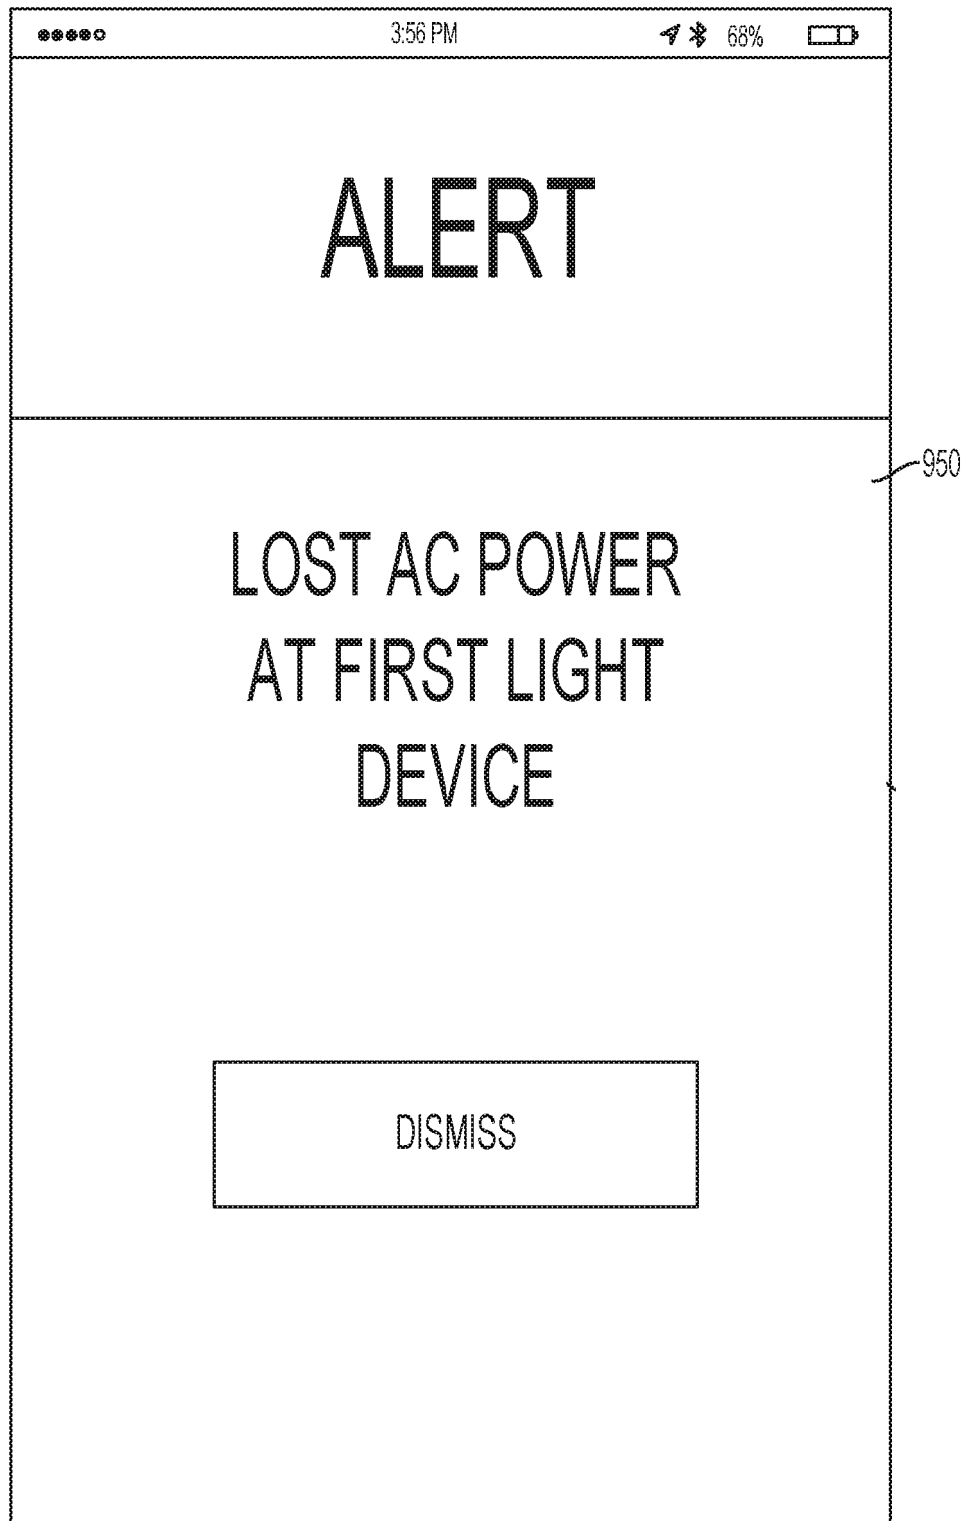 3:56 PM 68%
ALERT
950
LOST AC POWER
AT FIRST LIGHT
DEVICE
DISMISS